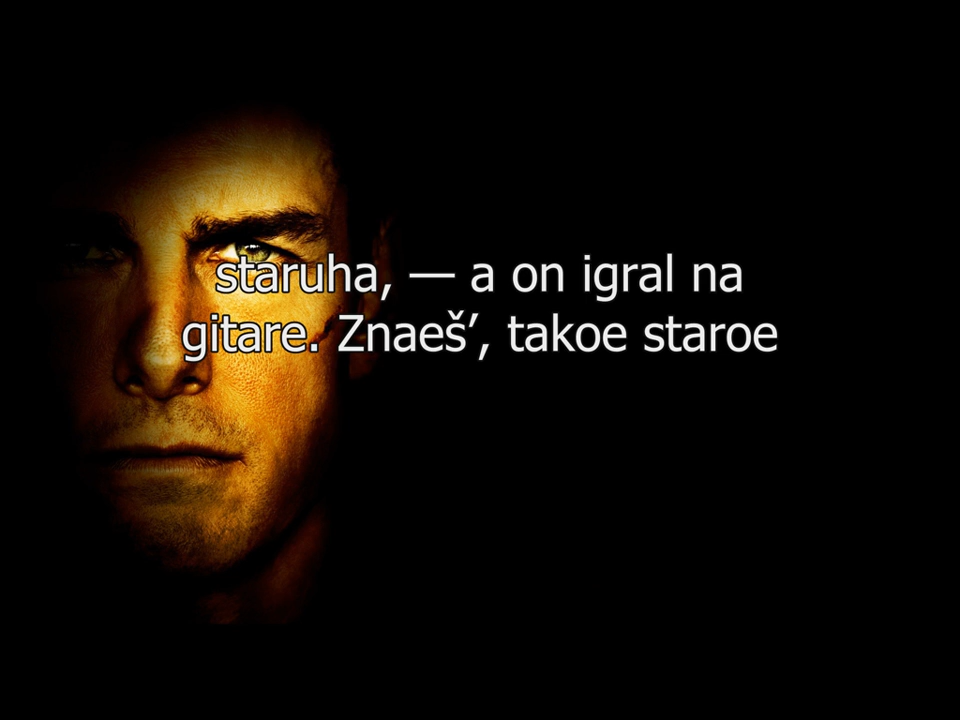 staruha, — a on igral na
gitare. Znaeš’, takoe staroe